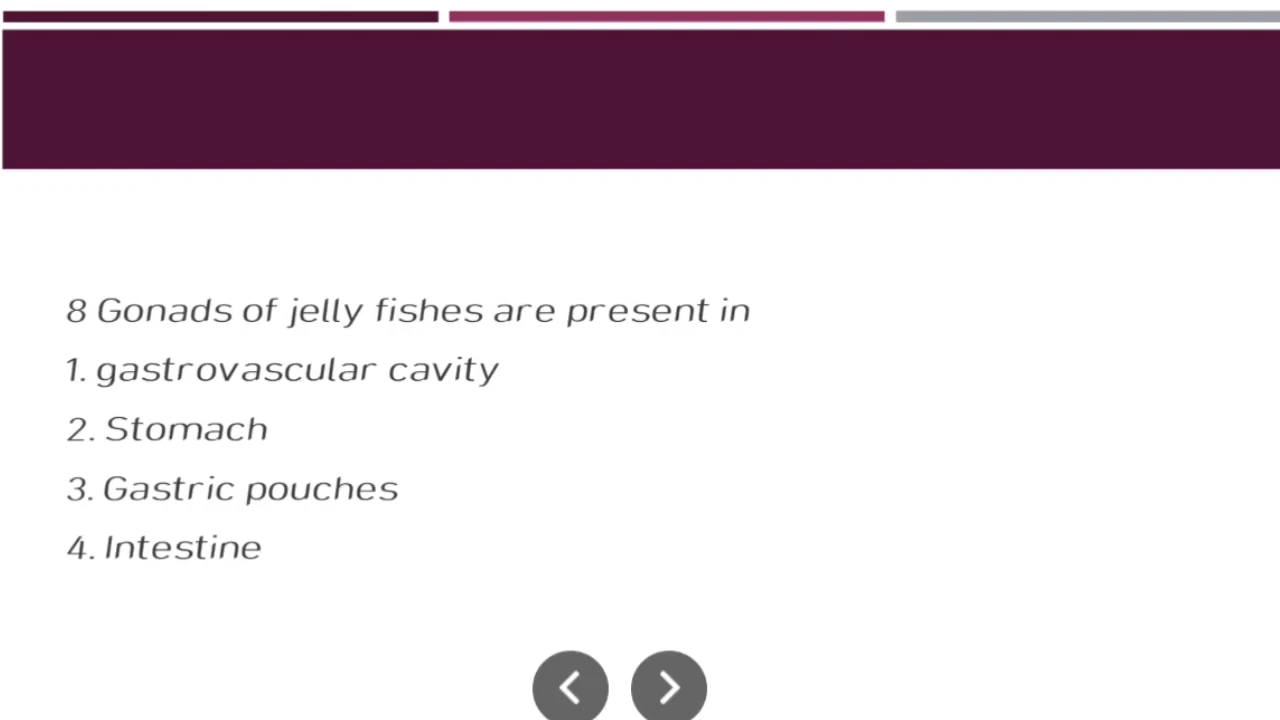 8 Gonads of jelly fishes are present in
1. gastrovascular cavity
2. Stomach
3. Gastric pouches
4. Intestine